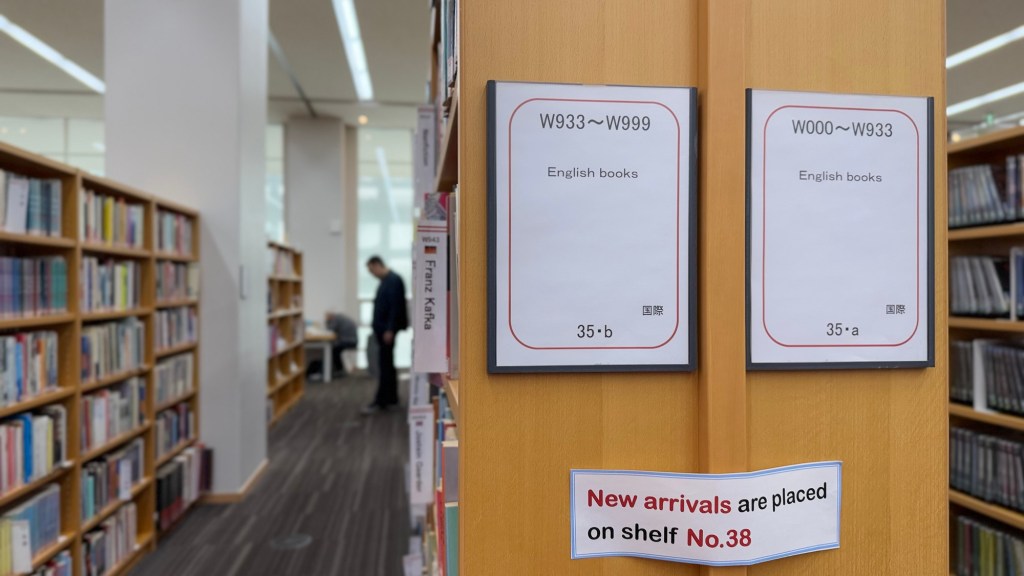 W933～W999
English books
国際
35・b
W000～W933
English books
国際
35・a
New arrivals are placed
on shelf No.38
W943
Franz Kafka